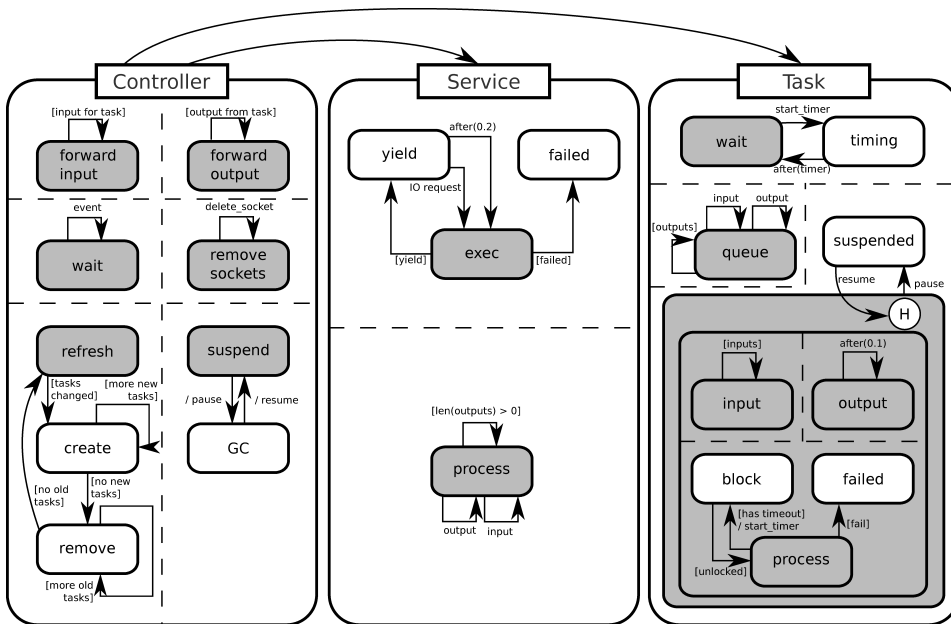 Controller
Service
Task
[input for task]
forward
input
[output from task]
forward
output
event
wait
delete_socket
remove
sockets
refresh
[tasks
changed]
[more new
tasks]
create
[no new
tasks]
[no old
tasks]
remove
[more old
tasks]
suspend
/ pause
/ resume
GC
yield
after(0.2)
IO request
failed
exec
[yield]
[failed]
[len(outputs) > 0]
process
output
input
wait
start_timer
timing
after(timer)
input
output
[outputs]
queue
suspended
resume
pause
H
[inputs]
input
after(0.1)
output
block
failed
[has timeout]
/ start_timer
[fail]
[unlocked]
process